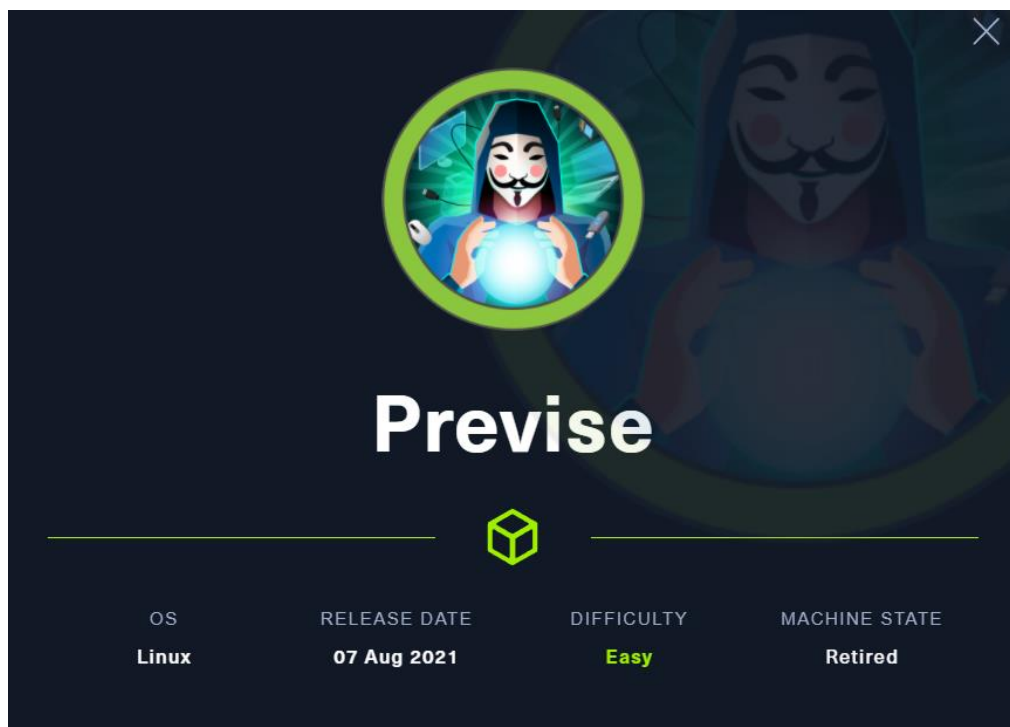 Previse
OS RELEASE DATE DIFFICULTY MACHINE STATE
Linux 07 Aug 2021 Easy Retired